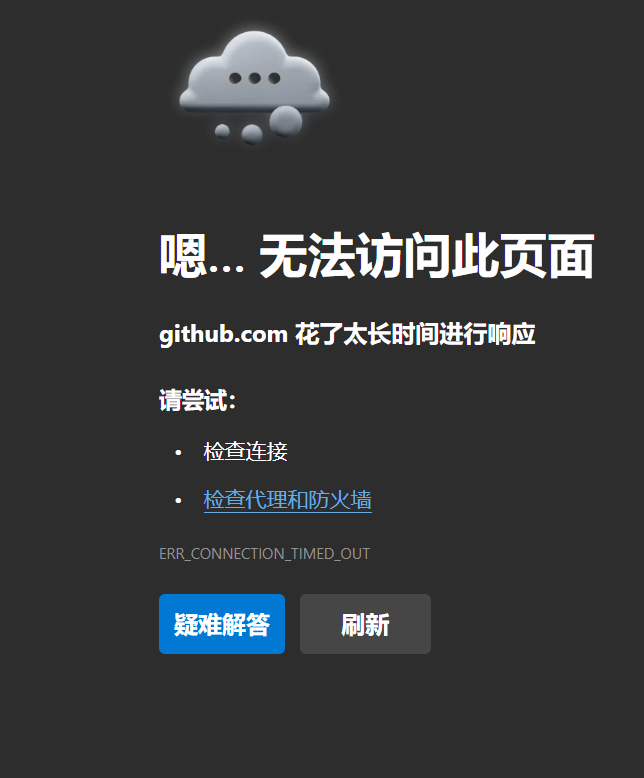 嗯… 无法访问此页面
github.com 花了太长时间进行响应
请尝试：
• 检查连接
• 检查代理和防火墙
ERR_CONNECTION_TIMED_OUT
疑难解答 刷新